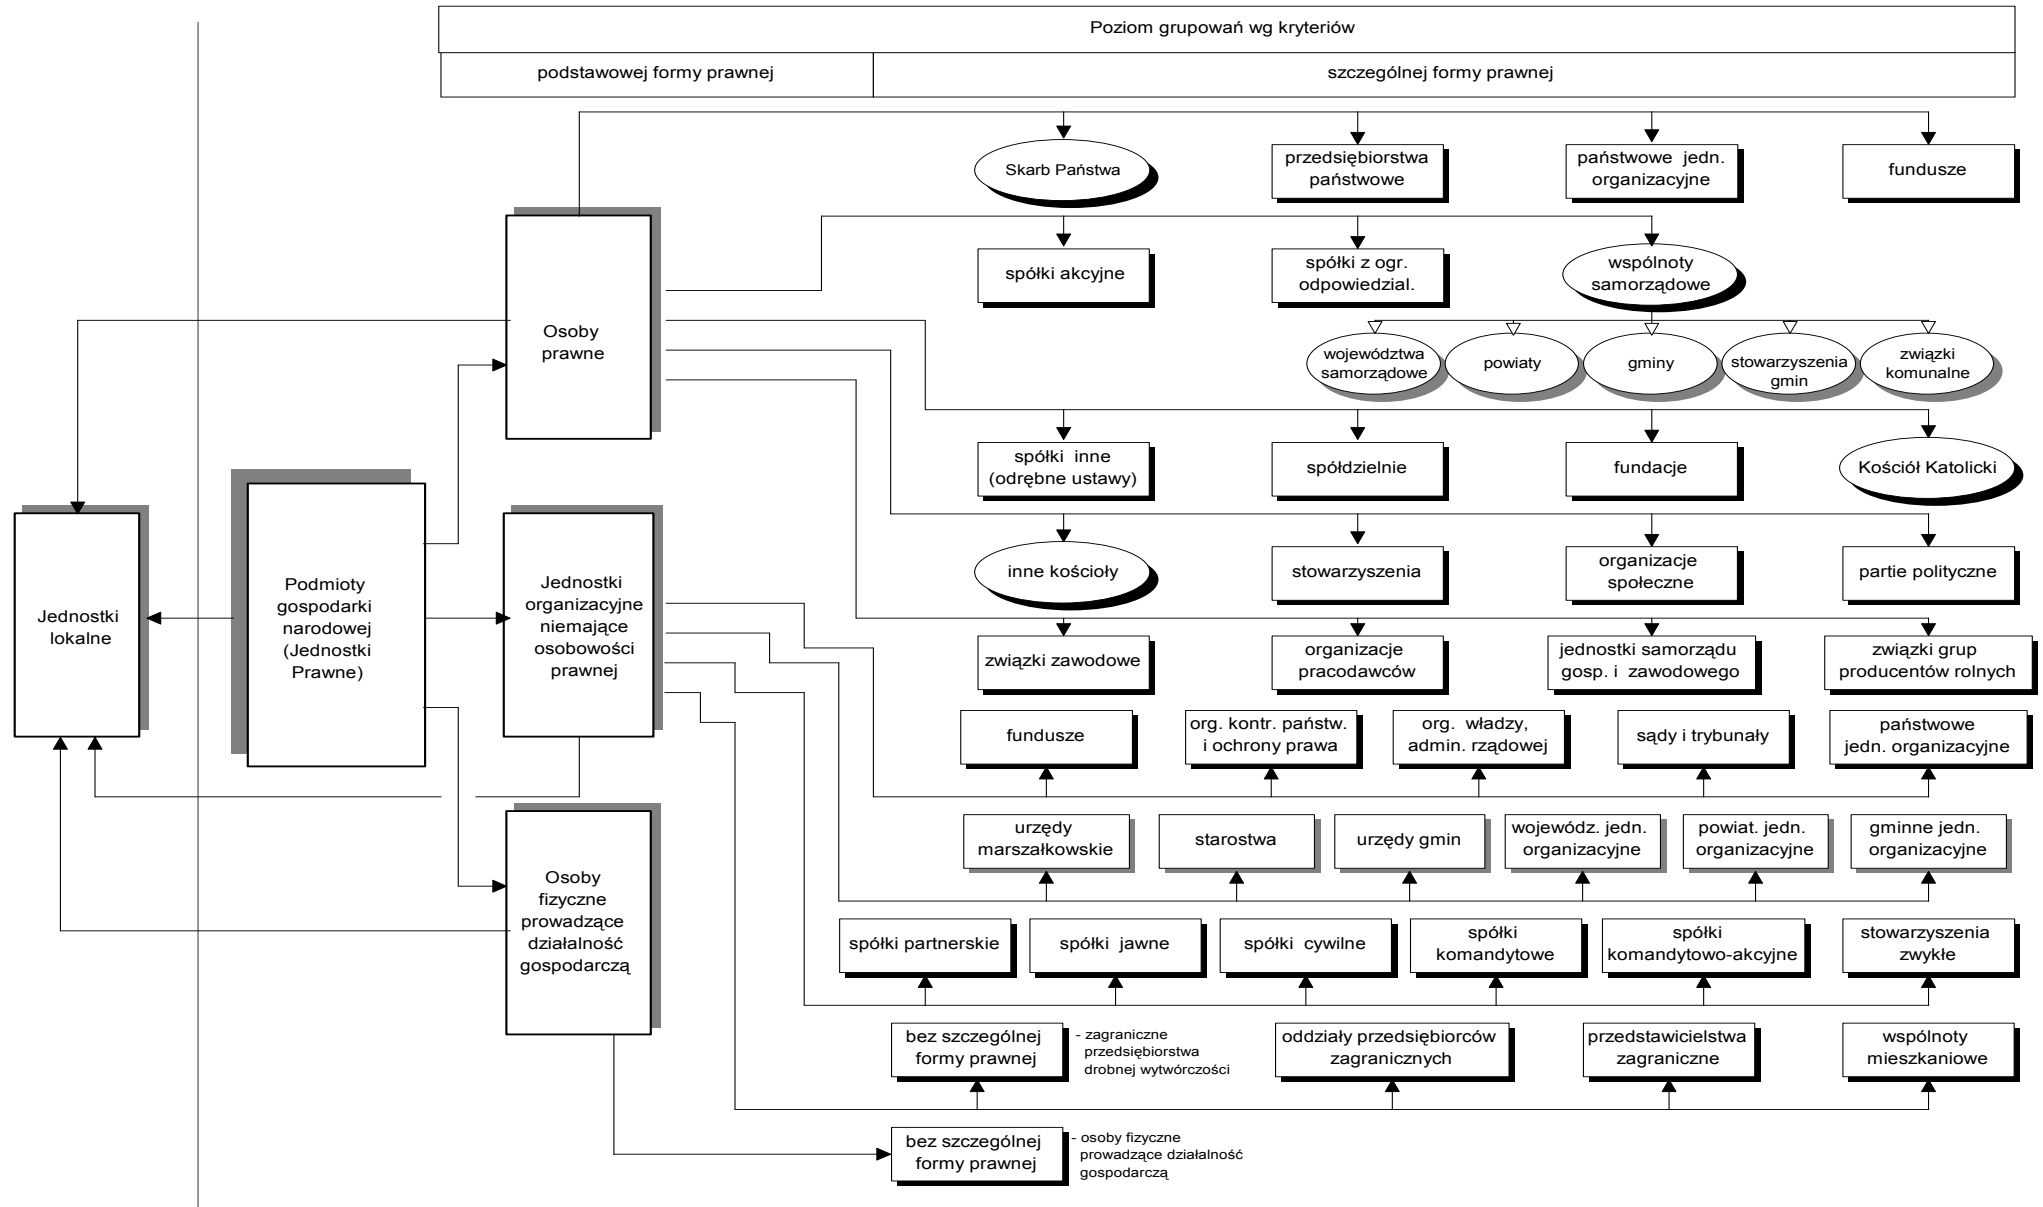 Poziom grupowań wg kryteriów
podstawowej formy prawnej
szczególnej formy prawnej
Skarb Państwa
przedsiębiorstwa
państwowe
państwowe jedn.
organizacyjne
fundusze
spółki akcyjne
spółki z ogr.
odpowiedzial.
wspólnoty
samorządowe
Osoby
prawne
województwa
samorządowe
powiaty
gminy
stowarzyszenia
gmin
związki
komunalne
spółki inne
(odrębne ustawy)
spółdzielnie
fundacje
Kościół Katolicki
inne kościoły
stowarzyszenia
organizacje
społeczne
partie polityczne
Jednostki
lokalne
Podmioty
gospodarki
narodowej
(Jednostki
Prawne)
Jednostki
organizacyjne
niemające
osobowości
prawnej
związki zawodowe
organizacje
pracodawców
jednostki samorządu
gosp. i zawodowego
związki grup
producentów rolnych
fundusze
org. kontr. państw.
i ochrony prawa
org. władzy,
admin. rządowej
sądy i trybunały
państwowe
jedn. organizacyjne
urzędy
marszałkowskie
starostwa
urzędy gmin
wojewódz. jedn.
organizacyjne
powiat. jedn.
organizacyjne
gminne jedn.
organizacyjne
Osoby
fizyczne
prowadzące
działalność
gospodarczą
spółki partnerskie
spółki jawne
spółki cywilne
spółki
komandytowe
spółki
komandytowo-akcyjne
stowarzyszenia
zwykłe
bez szczególnej
formy prawnej
- zagraniczne
przedsiębiorstwa
drobnej wytwórczości
oddziały przedsiębiorców
zagranicznych
przedstawicielstwa
zagraniczne
wspólnoty
mieszkaniowe
bez szczególnej
formy prawnej
- osoby fizyczne
prowadzące działalność
gospodarczą